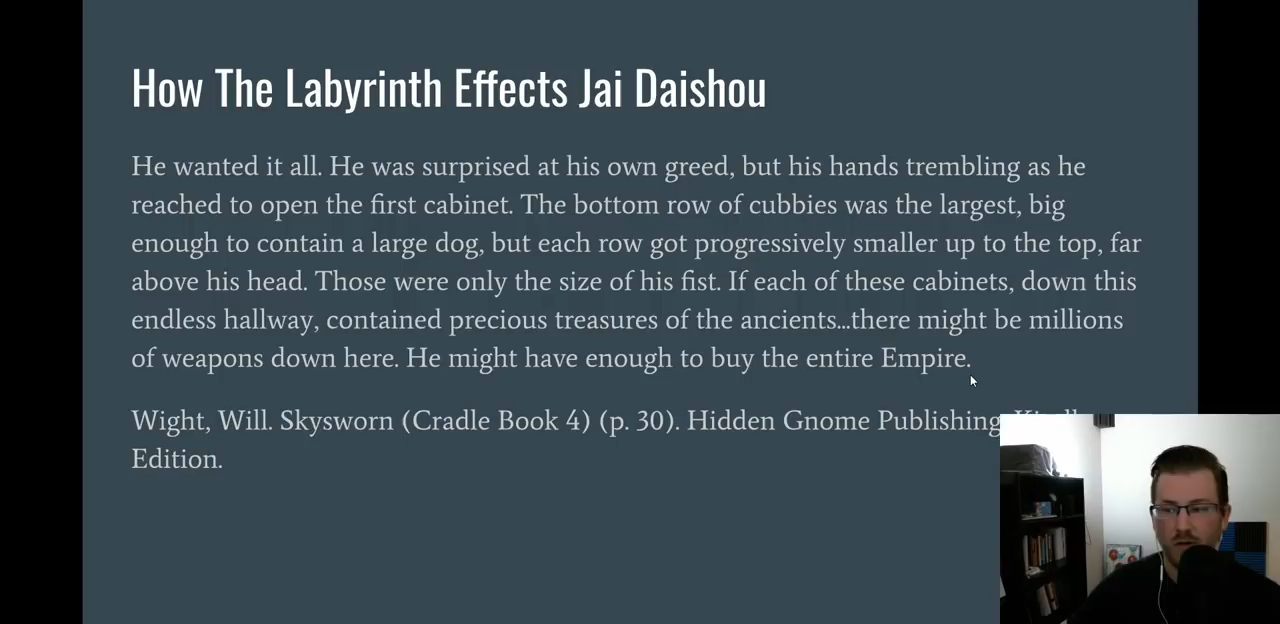 How The Labyrinth Effects Jai Daishou
He wanted it all. He was surprised at his own greed, but his hands trembling as he
reached to open the first cabinet. The bottom row of cubbies was the largest, big
enough to contain a large dog, but each row got progressively smaller up to the top, far
above his head. Those were only the size of his fist. If each of these cabinets, down this
endless hallway, contained precious treasures of the ancients...there might be millions
of weapons down here. He might have enough to buy the entire Empire.
Wight, Will. Skysworn (Cradle Book 4) (p. 30). Hidden Gnome Publishing.
Edition.